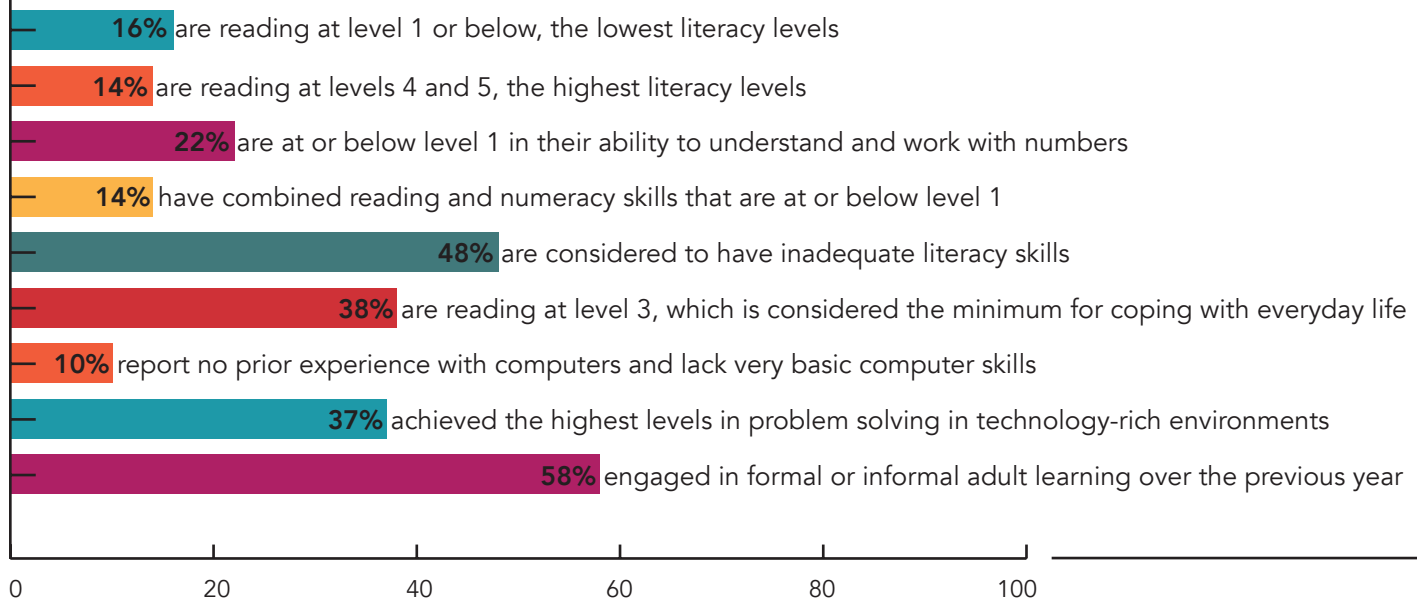 16% are reading at level 1 or below, the lowest literacy levels
14% are reading at levels 4 and 5, the highest literacy levels
22% are at or below level 1 in their ability to understand and work with numbers
14% have combined reading and numeracy skills that are at or below level 1
48% are considered to have inadequate literacy skills
38% are reading at level 3, which is considered the minimum for coping with everyday life
10% report no prior experience with computers and lack very basic computer skills
37% achieved the highest levels in problem solving in technology-rich environments
58% engaged in formal or informal adult learning over the previous year
0 20 40 60 80 100